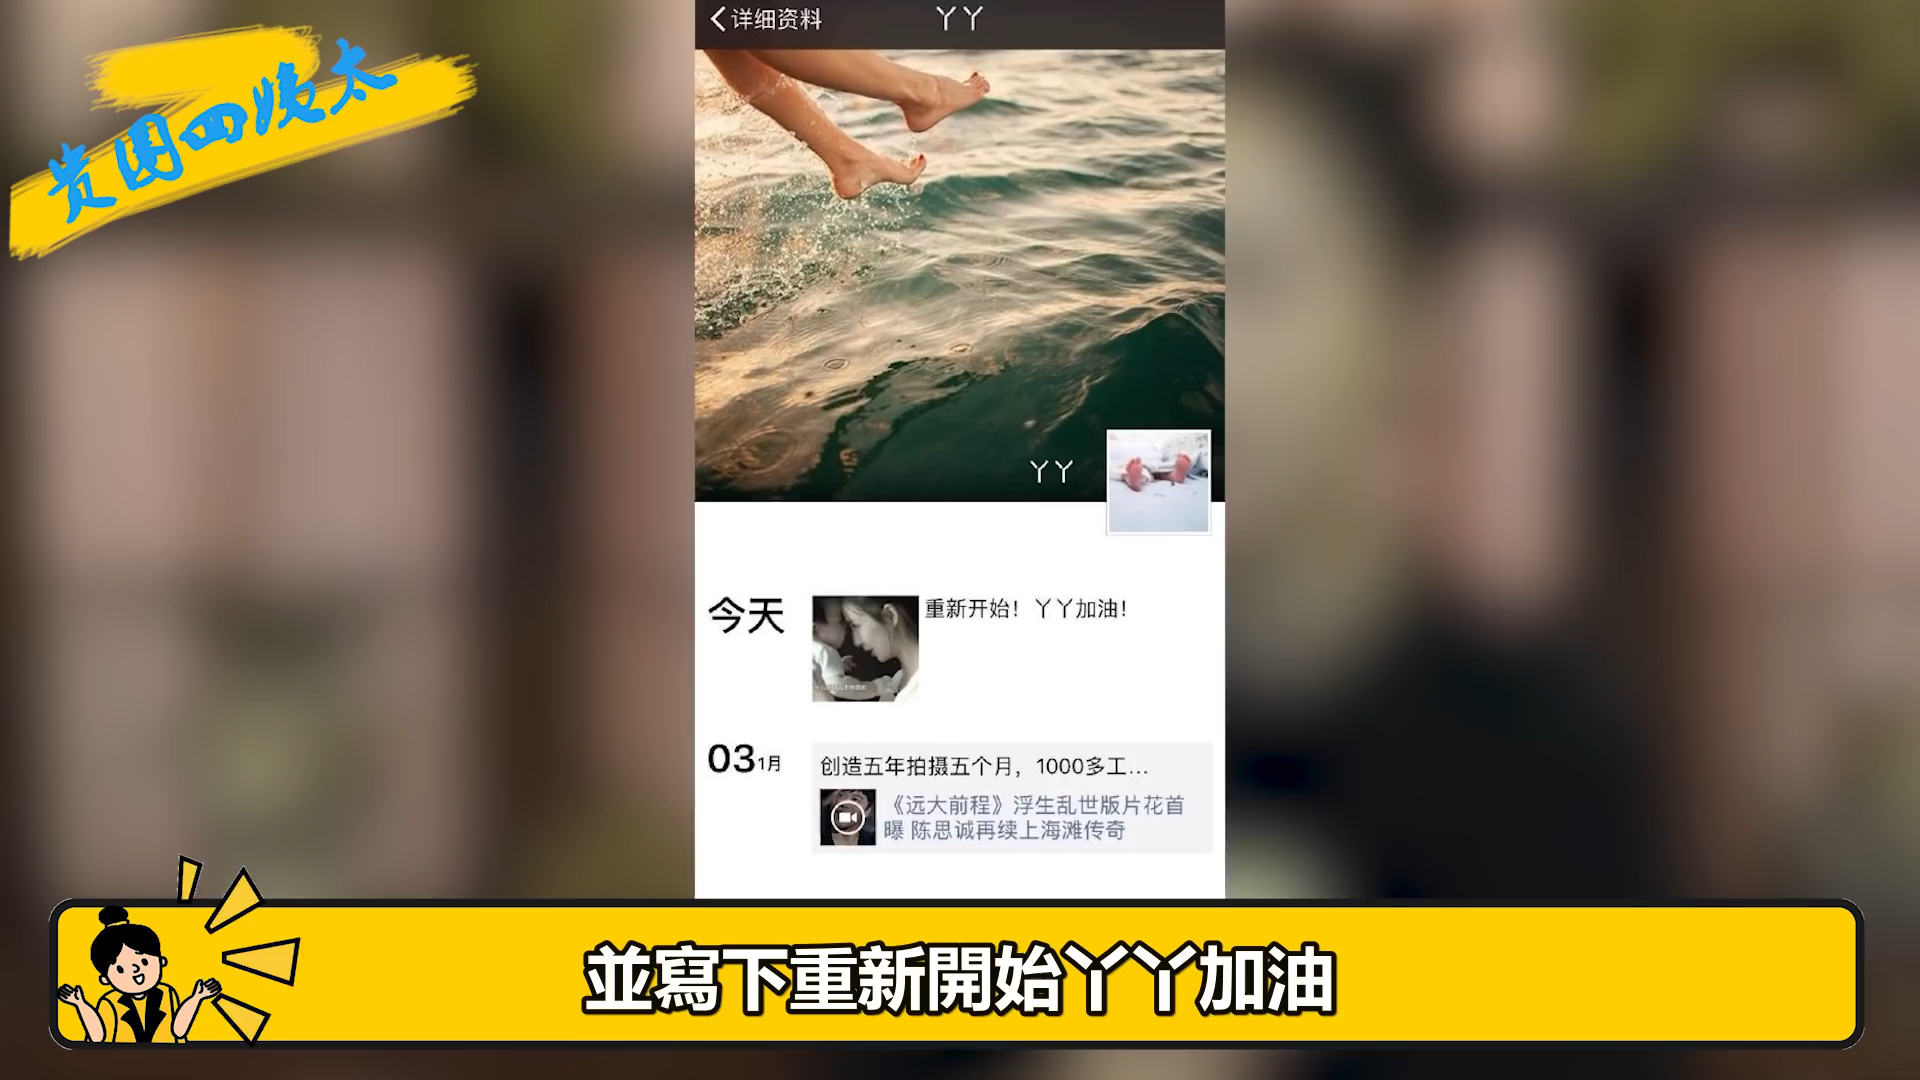 贵圈四姨太
详细资料
丫丫
丫丫
今天
重新开始！丫丫加油！
03 1月
创造五年拍摄五个月，1000多工...
《远大前程》浮生乱世版片花首
曝 陈思诚再续上海滩传奇
並寫下重新開始丫丫加油